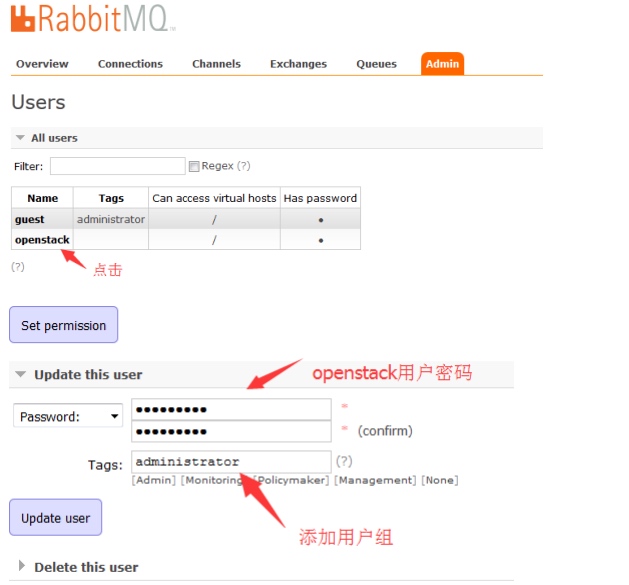 RabbitMQ™
Overview Connections Channels Exchanges Queues Admin
Users
All users
Filter: Regex (?)
Name Tags Can access virtual hosts Has password
guest administrator / •
openstack / •
(?) 点击
Set permission
Update this user openstack用户密码
Password: ●●●●●●●●● *
●●●●●●●●● * (confirm)
Tags: administrator (?)
[Admin] [Monitoring] [Policymaker] [Management] [None]
Update user
添加用户组
Delete this user